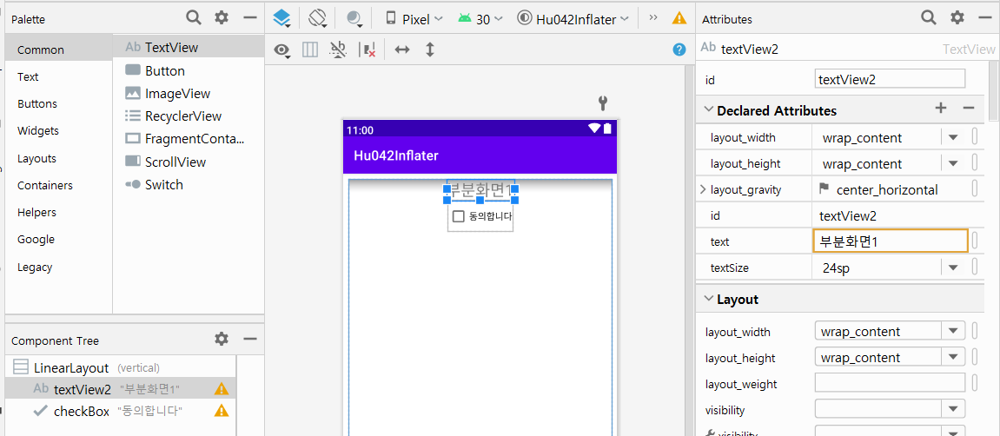 Palette
Common
Text
Buttons
Widgets
Layouts
Containers
Helpers
Google
Legacy
Ab TextView
Button
ImageView
RecyclerView
FragmentConta...
ScrollView
Switch
Component Tree
LinearLayout (vertical)
Ab textView2 "부분화면1"
checkBox "동의합니다"
Pixel 30 Hu042Inflater
11:00
Hu042Inflater
부분화면1
동의합니다
Attributes
Ab textView2 TextView
id textView2
Declared Attributes
layout_width wrap_content
layout_height wrap_content
layout_gravity center_horizontal
id textView2
text 부분화면1
textSize 24sp
Layout
layout_width wrap_content
layout_height wrap_content
layout_weight
visibility
visibility